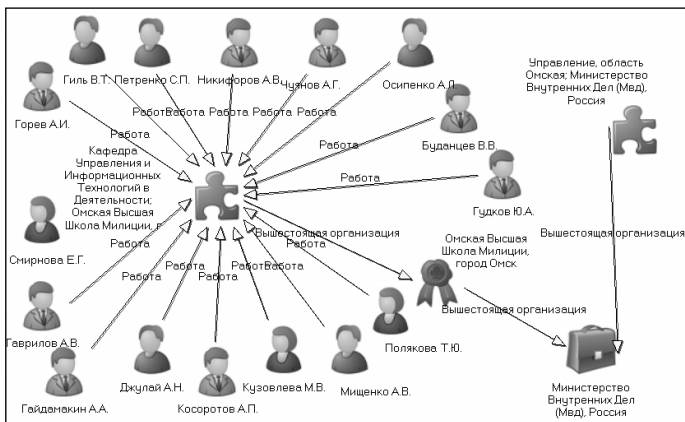 Гиль В.Т.
Петренко С.П.
Никифоров А.В.
Чуянов А.Г.
Осипенко А.Л.
Управление, область
Омская; Министерство
Внутренних Дел (Мвд),
Россия
Горев А.И.
Работа
Работа
Работа
Работа
Работа
Работа
Буданцев В.В.
Работа
Кафедра
Управления и
Информационных
Технологий в
Деятельности;
Омская Высшая
Школа Милиции, г
Работа
Гудков Ю.А.
Смирнова Е.Г.
Работа
Вышестоящая организация
Омская Высшая
Школа Милиции,
город Омск
Вышестоящая организация
Работа
Работа
Работа
Работа
Работа
Работа
Вышестоящая организация
Гаврилов А.В.
Полякова Т.Ю.
Гайдамакин А.А.
Джулай А.Н.
Косоротов А.П.
Кузовлева М.В.
Мищенко А.В.
Министерство
Внутренних Дел
(Мвд), Россия